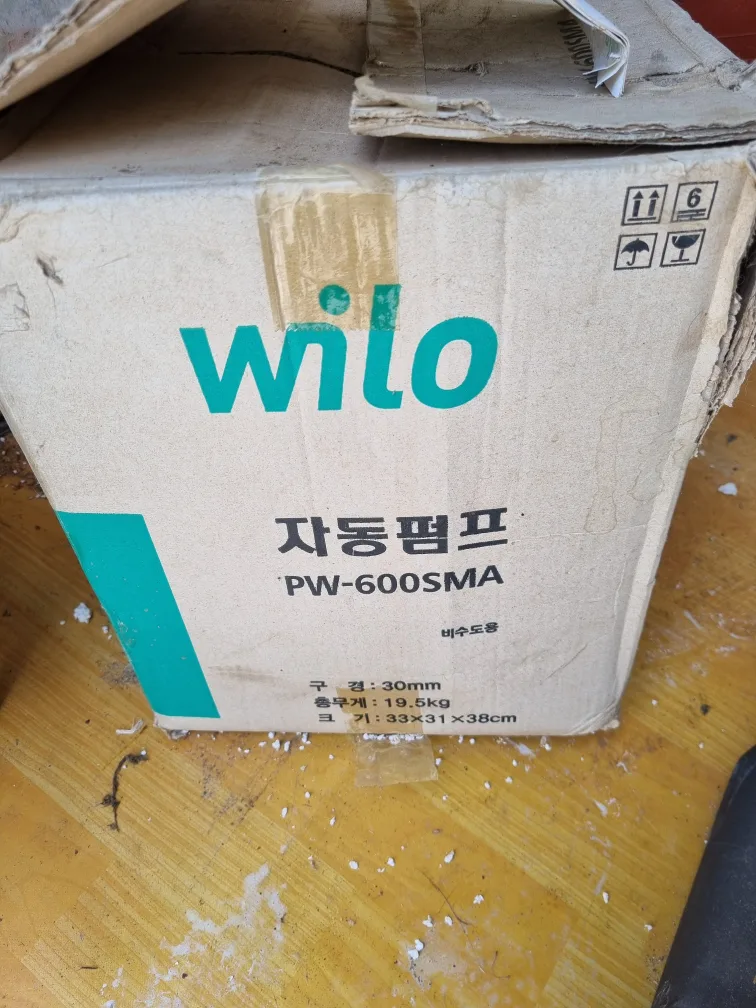 6
wilo
자동펌프
PW-600SMA
비수도용
구 경 : 30mm
총무게 : 19.5kg
크 기 : 33×31×38cm